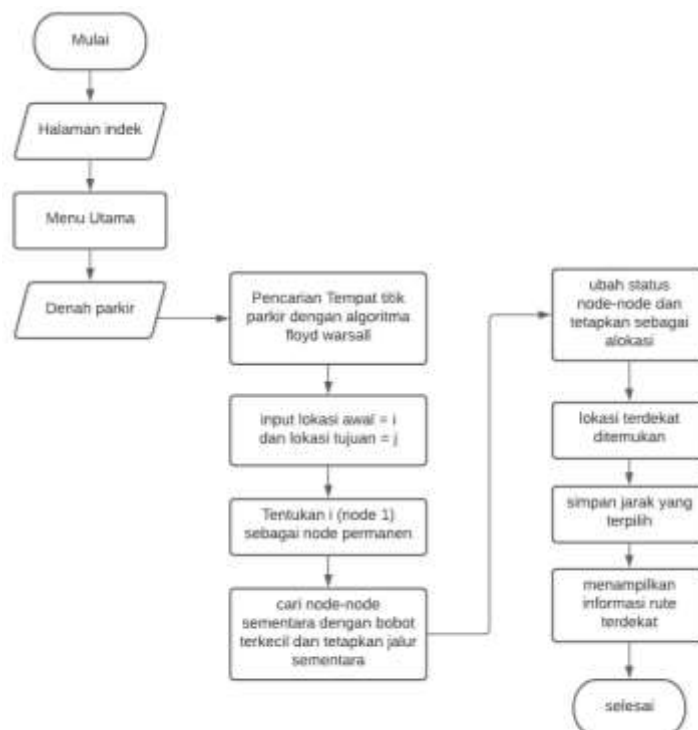 Mulai
Halaman indek
Menu Utama
Denah parkir
Pencarian Tempat titik
parkir dengan algoritma
floyd warsall
input lokasi awal = i
dan lokasi tujuan = j
Tentukan i (node 1)
sebagai node permanen
cari node-node
sementara dengan bobot
terkecil dan tetapkan jalur
sementara
ubah status
node-node dan
tetapkan sebagai
alokasi
lokasi terdekat
ditemukan
simpan jarak yang
terpilih
menampilkan
informasi rute
terdekat
selesai